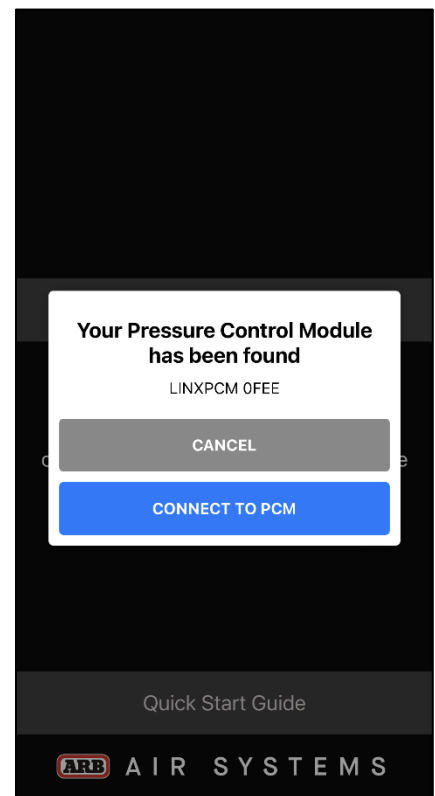 Your Pressure Control Module
has been found
LINXPCM 0FEE
CANCEL
CONNECT TO PCM
Quick Start Guide
ARB AIR SYSTEMS